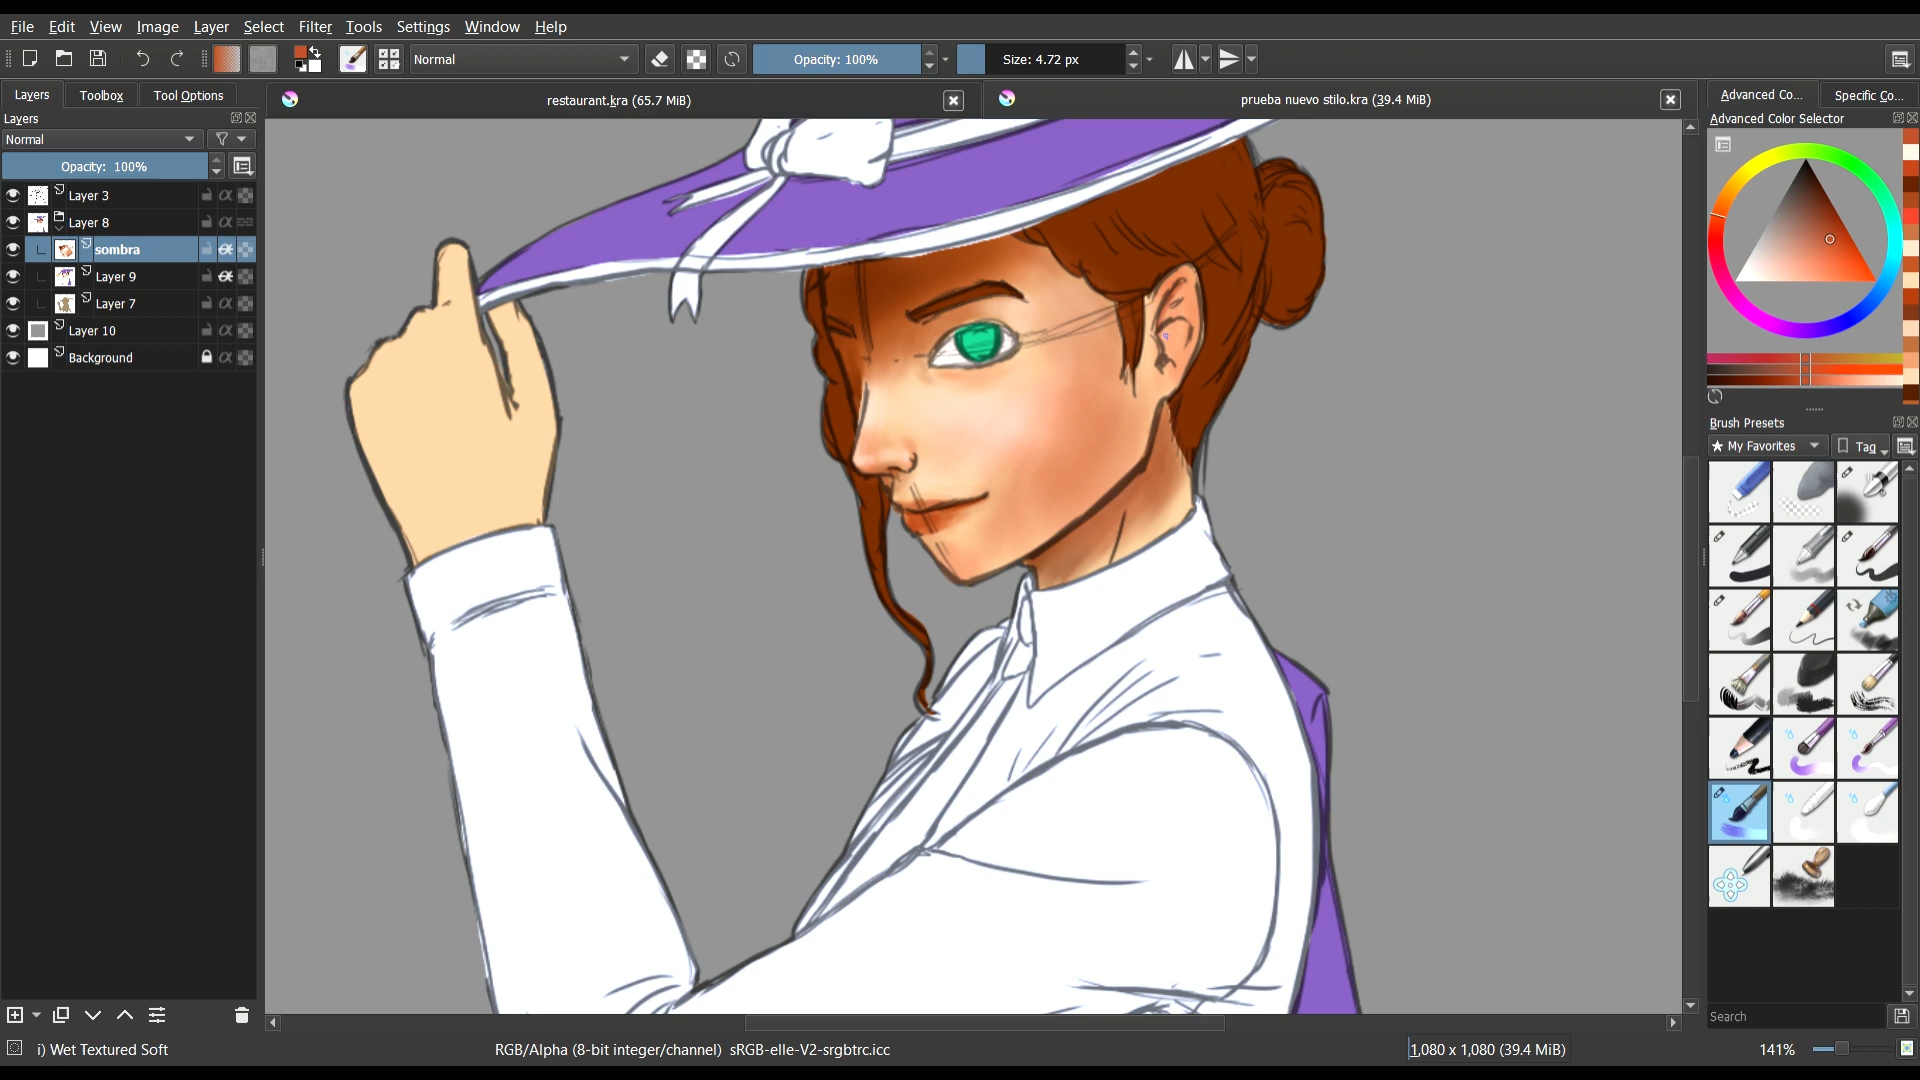 File Edit View Image Layer Select Filter Tools Settings Window Help
Normal
Opacity: 100%
Size: 4.72 px
Layers Toolbox Tool Options
restaurant.kra (65.7 MiB)
prueba nuevo stilo.kra (39.4 MiB)
Advanced Co... Specific Co...
Layers
Advanced Color Selector
Normal
Opacity: 100%
Layer 3
Layer 8
sombra
Layer 9
Layer 7
Layer 10
Background
Brush Presets
My Favorites
Tag
Search
i) Wet Textured Soft
RGB/Alpha (8-bit integer/channel) sRGB-elle-V2-srgbtrc.icc
1,080 x 1,080 (39.4 MiB)
141%